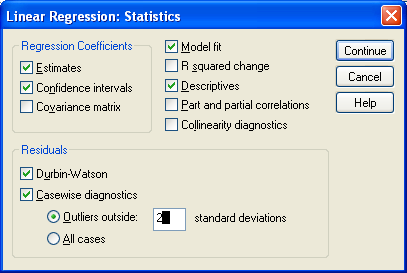 Linear Regression: Statistics
Regression Coefficients
Estimates
Confidence intervals
Covariance matrix
Model fit
R squared change
Descriptives
Part and partial correlations
Collinearity diagnostics
Continue
Cancel
Help
Residuals
Durbin-Watson
Casewise diagnostics
Outliers outside: 2 standard deviations
All cases